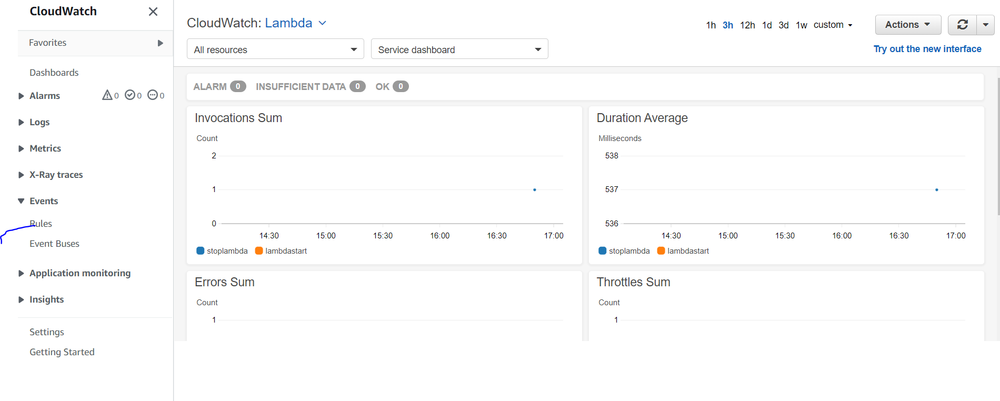 CloudWatch
Favorites
Dashboards
Alarms 0 0 0
Logs
Metrics
X-Ray traces
Events
Rules
Event Buses
Application monitoring
Insights
Settings
Getting Started
CloudWatch: Lambda
1h 3h 12h 1d 3d 1w custom
Actions
All resources
Service dashboard
Try out the new interface
ALARM 0 INSUFFICIENT DATA 0 OK 0
Invocations Sum
Count
2
1
0
14:30 15:00 15:30 16:00 16:30 17:00
stoplambda lambdastart
Duration Average
Milliseconds
538
537
536
14:30 15:00 15:30 16:00 16:30 17:00
stoplambda lambdastart
Errors Sum
Count
1
Throttles Sum
Count
1